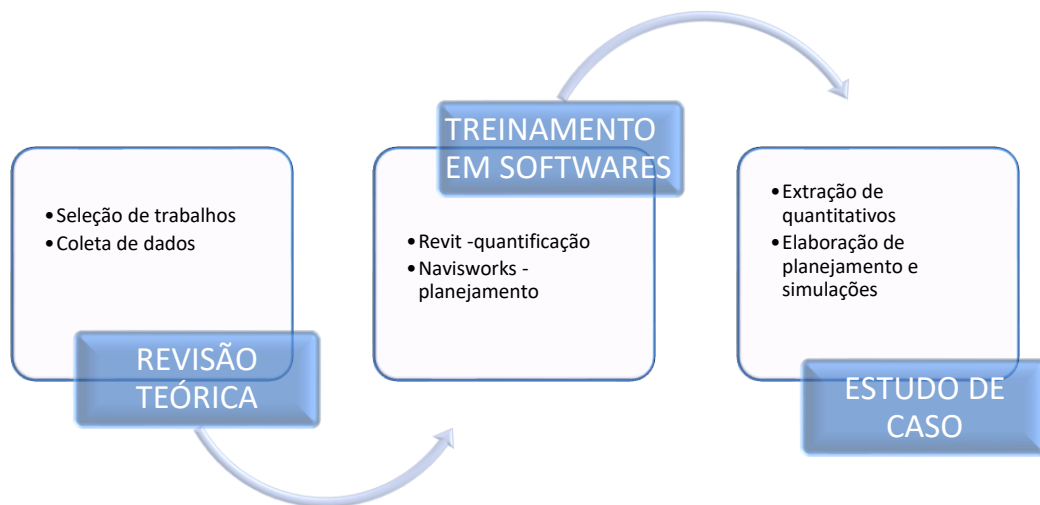 • Seleção de trabalhos
• Coleta de dados
REVISÃO
TEÓRICA
TREINAMENTO
EM SOFTWARES
• Revit -quantificação
• Navisworks -
planejamento
• Extração de
quantitativos
• Elaboração de
planejamento e
simulações
ESTUDO DE
CASO